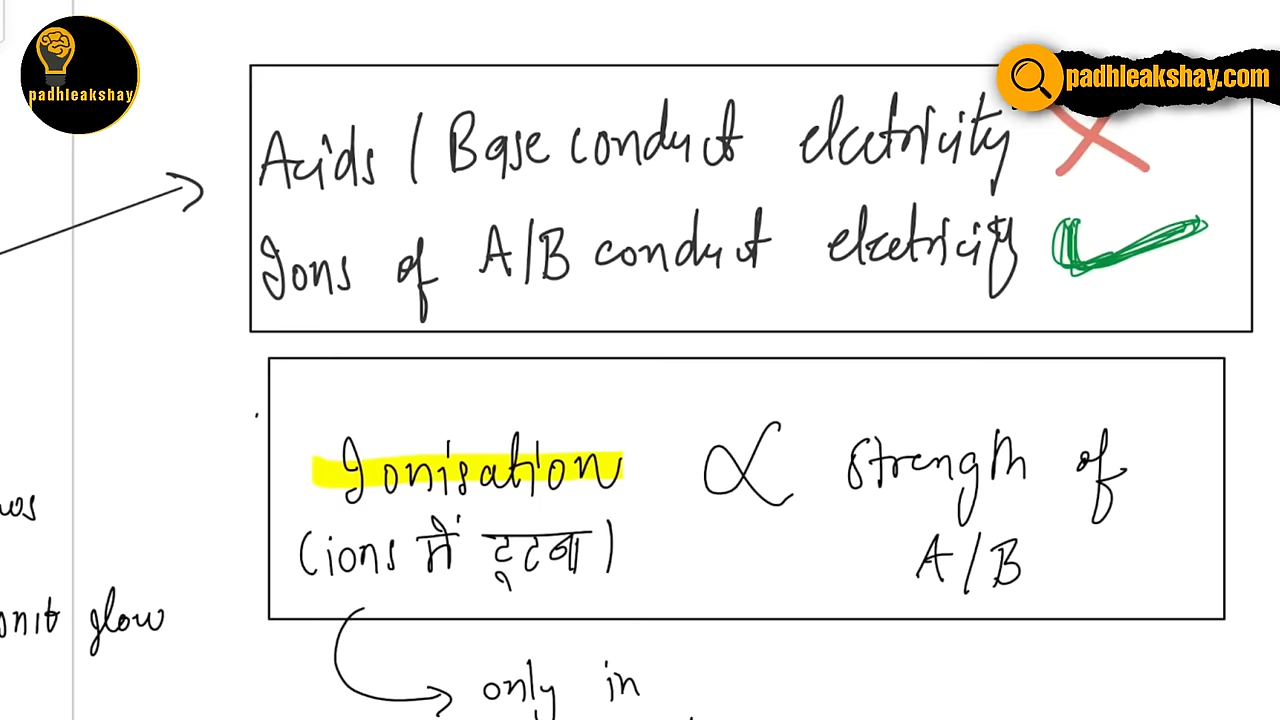 padhleakshay
padhleakshay.com
Acids / Base conduct electricity
Ions of A/B conduct electricity
Ionisation ∝ strength of
(ions में टूटना) A/B
glow
only in